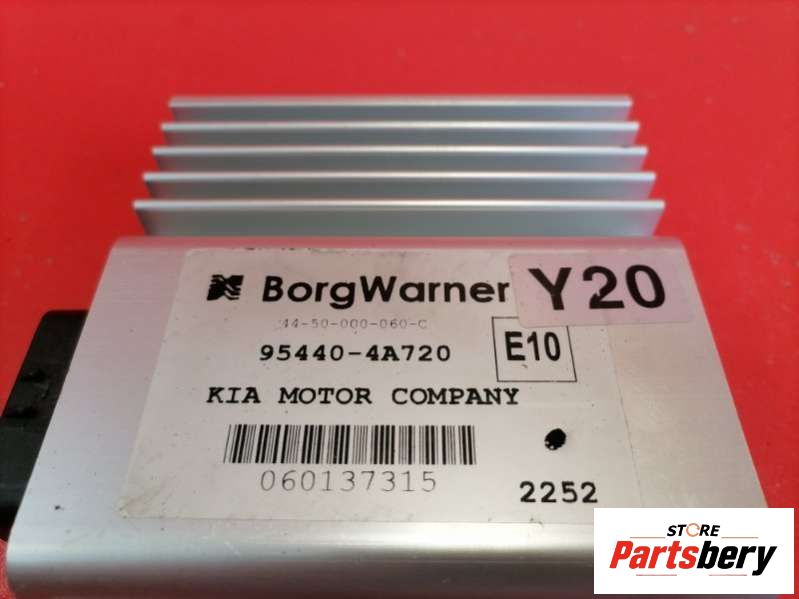 BorgWarner
Y20
44-50-000-060-C
95440-4A720
E10
KIA MOTOR COMPANY
060137315
2252
STORE
Partsbery